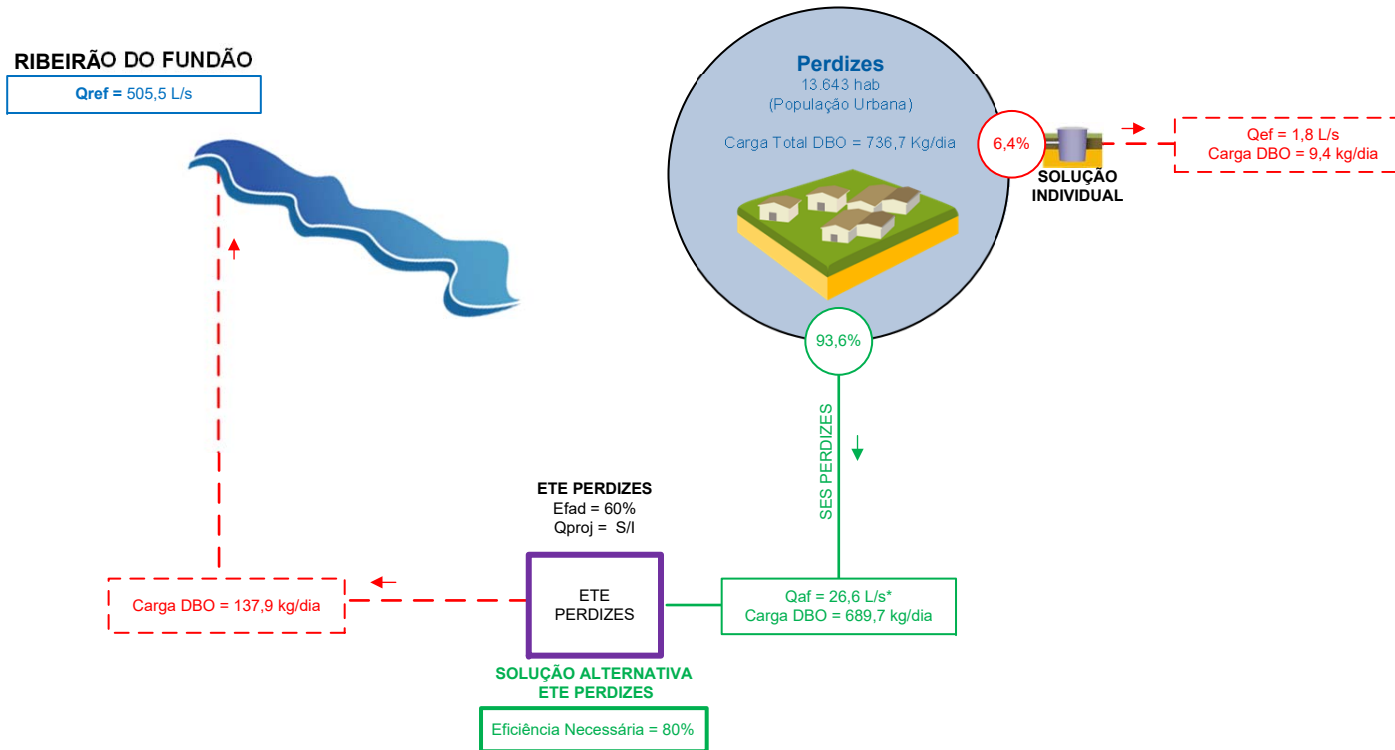 RIBEIRÃO DO FUNDÃO
Qref = 505,5 L/s
Perdizes
13.643 hab
(População Urbana)
Carga Total DBO = 736,7 Kg/dia
6,4%
SOLUÇÃO
INDIVIDUAL
Qef = 1,8 L/s
Carga DBO = 9,4 kg/dia
93,6%
SES PERDIZES
ETE PERDIZES
Efad = 60%
Qproj = S/I
Carga DBO = 137,9 kg/dia
ETE
PERDIZES
Qaf = 26,6 L/s*
Carga DBO = 689,7 kg/dia
SOLUÇÃO ALTERNATIVA
ETE PERDIZES
Eficiência Necessária = 80%